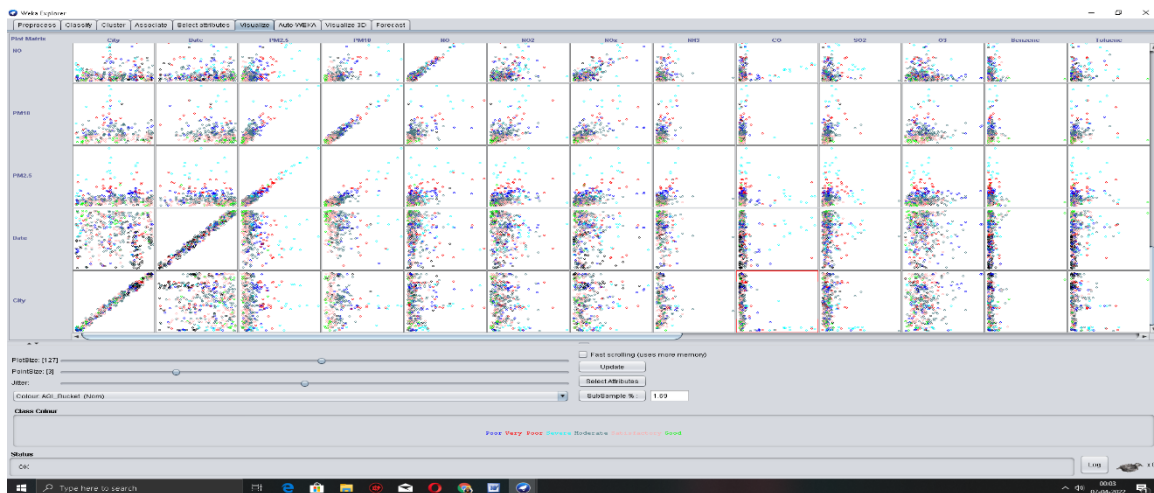 Weka Explorer
Preprocess Classify Cluster Associate Select attributes Visualize Auto WEKA Visualize 3D Forecast
Plot Matrix City Date PM2.5 PM10 NO NO2 NOx NH3 CO SO2 O3 Benzene Toluene
NO
PM10
PM2.5
Date
City
PlotSize: [127]
Fast scrolling (uses more memory)
PointSize: [3]
Update
Jitter:
Select Attributes
Colour: AQI_Bucket (Nom)
SubSample % :
Class Colour
Poor Very Poor Severe Moderate Satisfactory Good
Status
OK
Log
Type here to search
00:03